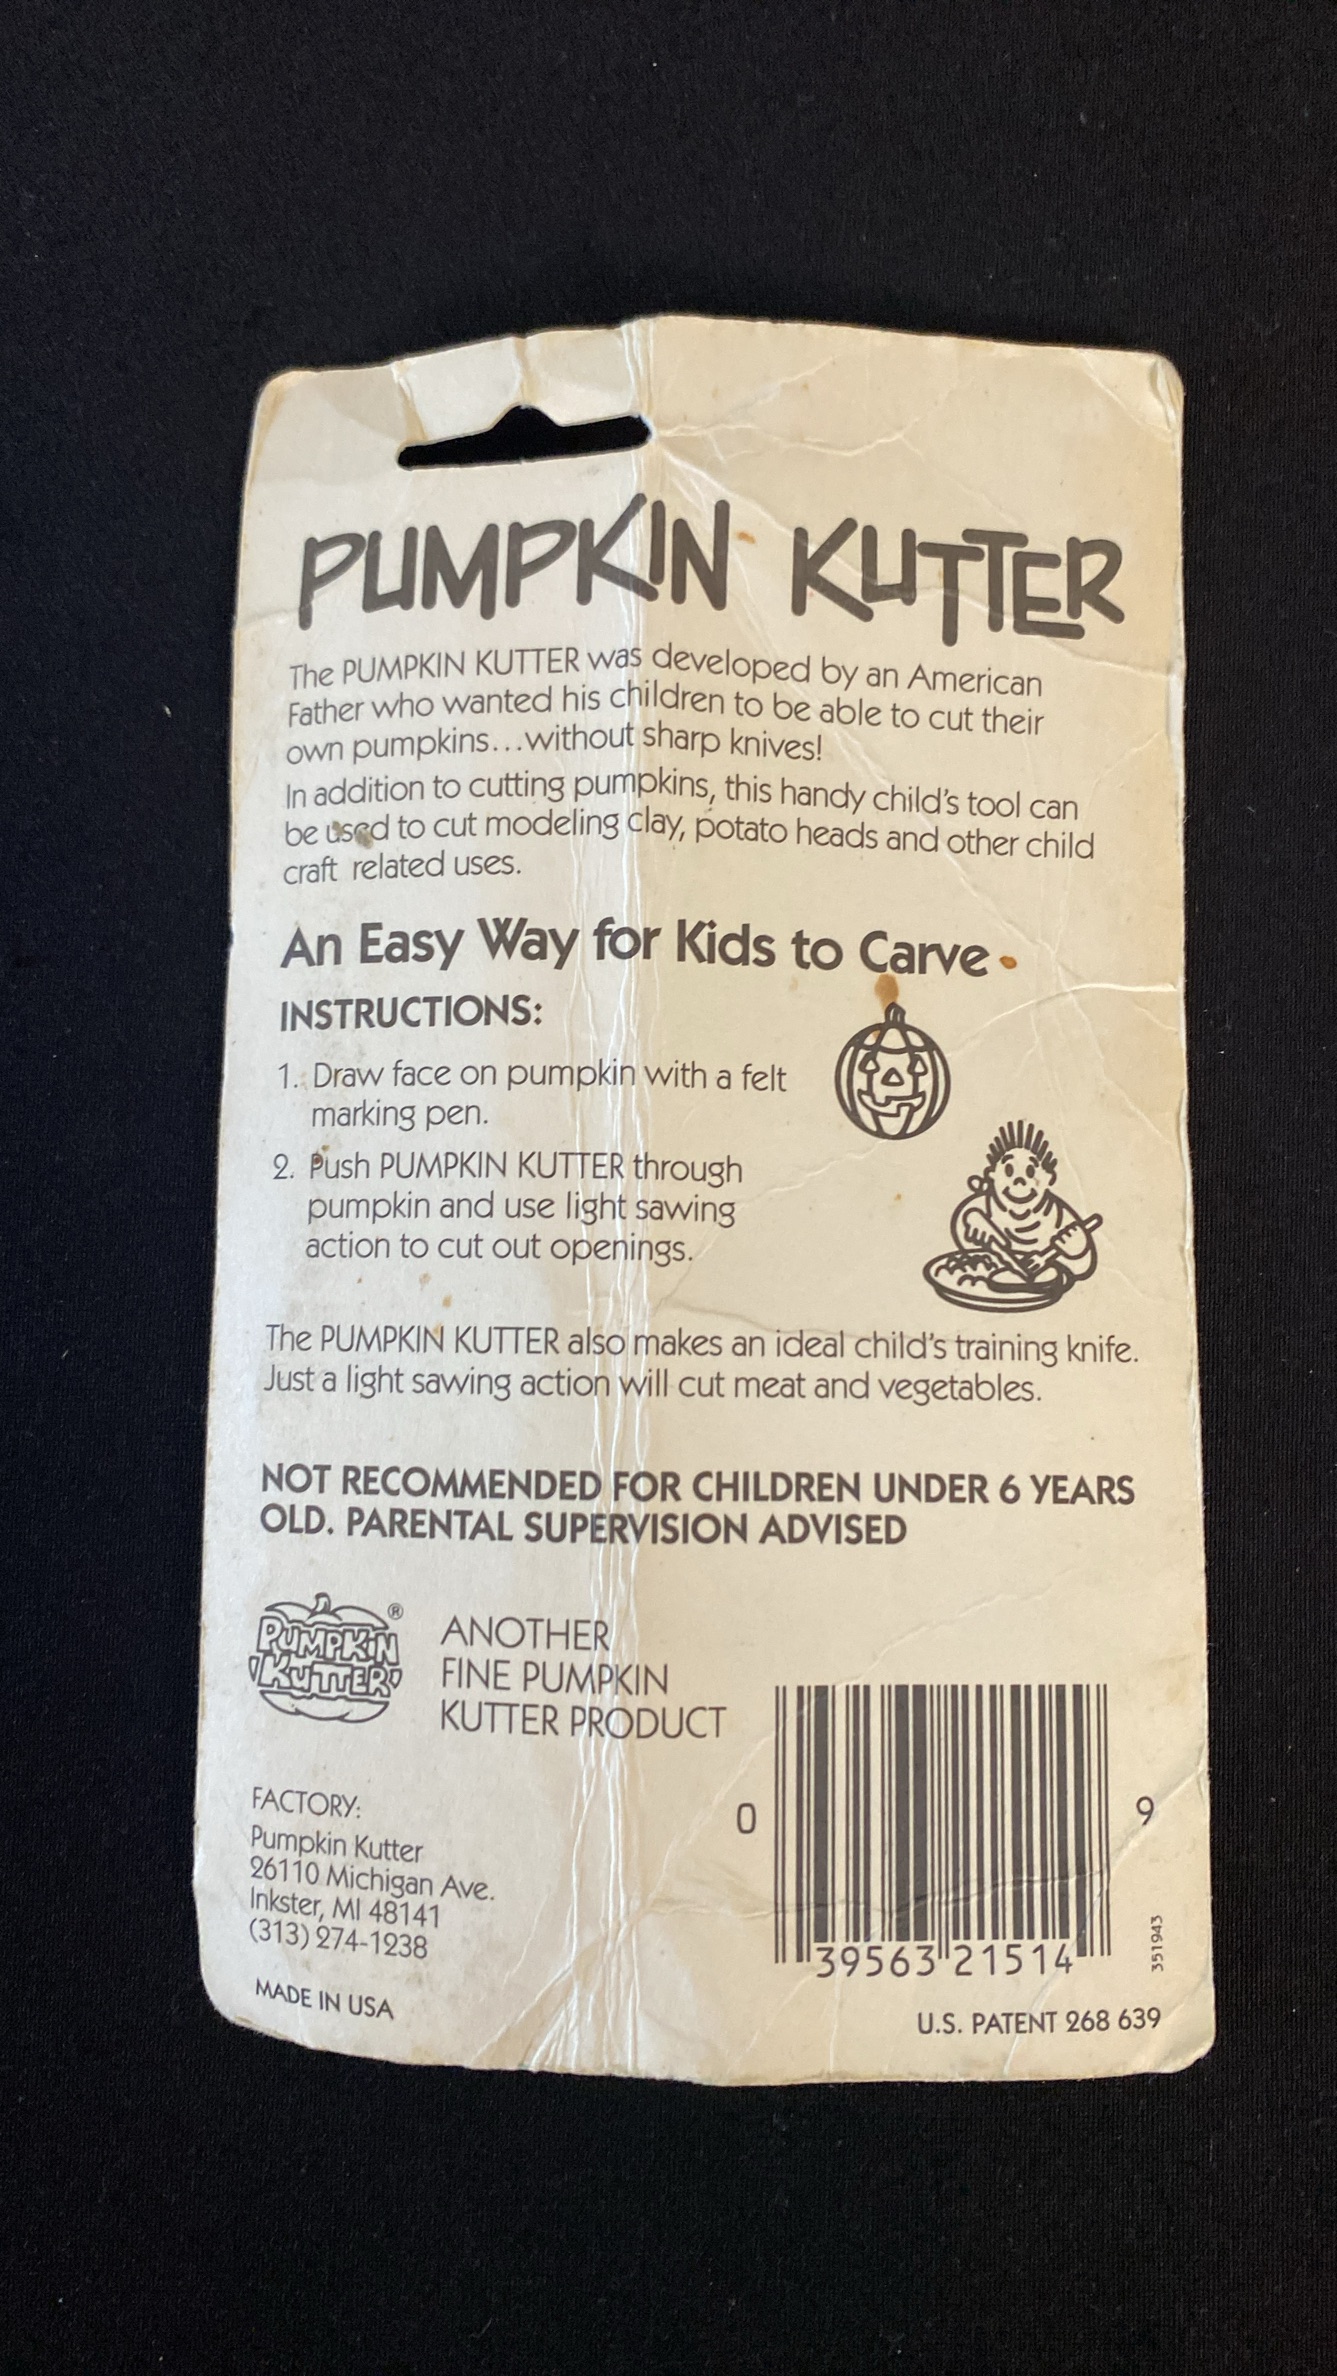 PUMPKIN KUTTER
The PUMPKIN KUTTER was developed by an American
Father who wanted his children to be able to cut their
own pumpkins...without sharp knives!
In addition to cutting pumpkins, this handy child's tool can
be used to cut modeling clay, potato heads and other child
craft related uses.
An Easy Way for Kids to Carve
INSTRUCTIONS:
1. Draw face on pumpkin with a felt
marking pen.
2. Push PUMPKIN KUTTER through
pumpkin and use light sawing
action to cut out openings.
The PUMPKIN KUTTER also makes an ideal child's training knife.
Just a light sawing action will cut meat and vegetables.
NOT RECOMMENDED FOR CHILDREN UNDER 6 YEARS
OLD. PARENTAL SUPERVISION ADVISED
PUMPKIN
KUTTER
®
ANOTHER
FINE PUMPKIN
KUTTER PRODUCT
FACTORY:
Pumpkin Kutter
26110 Michigan Ave.
Inkster, MI 48141
(313) 274-1238
MADE IN USA
0 39563 21514 9
351943
U.S. PATENT 268 639